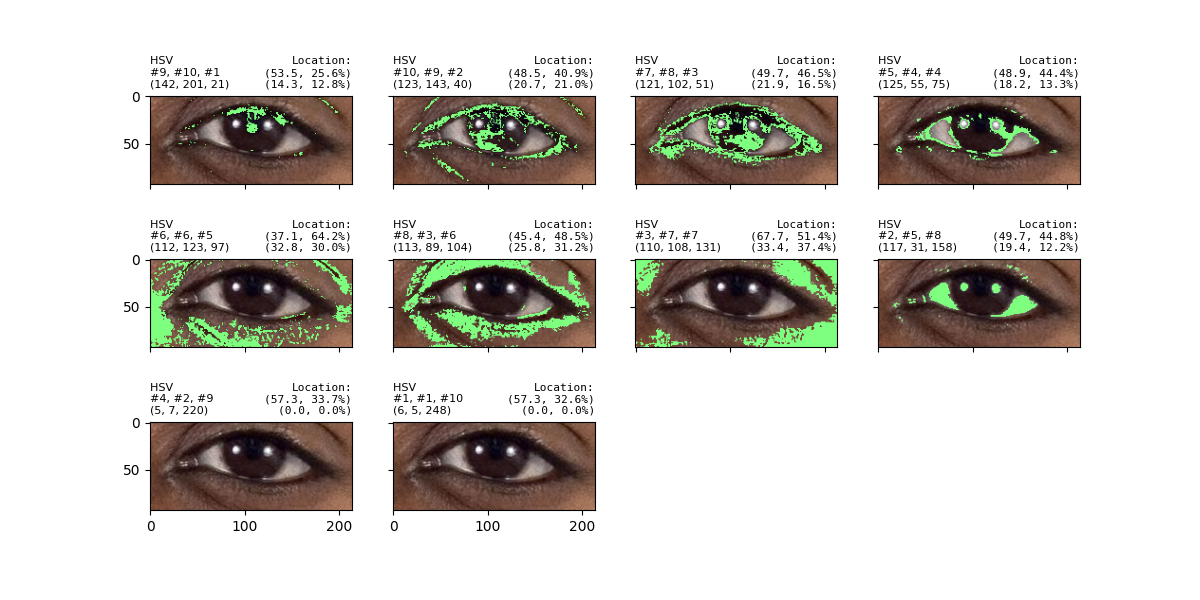 HSV Location: HSV Location: HSV Location: HSV Location:
#9, #10, #1 (53.5, 25.6%) #10, #9, #2 (48.5, 40.9%) #7, #8, #3 (49.7, 46.5%) #5, #4, #4 (48.9, 44.4%)
(142, 201, 21) (14.3, 12.8%) (123, 143, 40) (20.7, 21.0%) (121, 102, 51) (21.9, 16.5%) (125, 55, 75) (18.2, 13.3%)
0
50
HSV Location: HSV Location: HSV Location: HSV Location:
#6, #6, #5 (37.1, 64.2%) #8, #3, #6 (45.4, 48.5%) #3, #7, #7 (67.7, 51.4%) #2, #5, #8 (49.7, 44.8%)
(112, 123, 97) (32.8, 30.0%) (113, 89, 104) (25.8, 31.2%) (110, 108, 131) (33.4, 37.4%) (117, 31, 158) (19.4, 12.2%)
0
50
HSV Location: HSV Location:
#4, #2, #9 (57.3, 33.7%) #1, #1, #10 (57.3, 32.6%)
(5, 7, 220) (0.0, 0.0%) (6, 5, 248) (0.0, 0.0%)
0
50
0 100 200 0 100 200